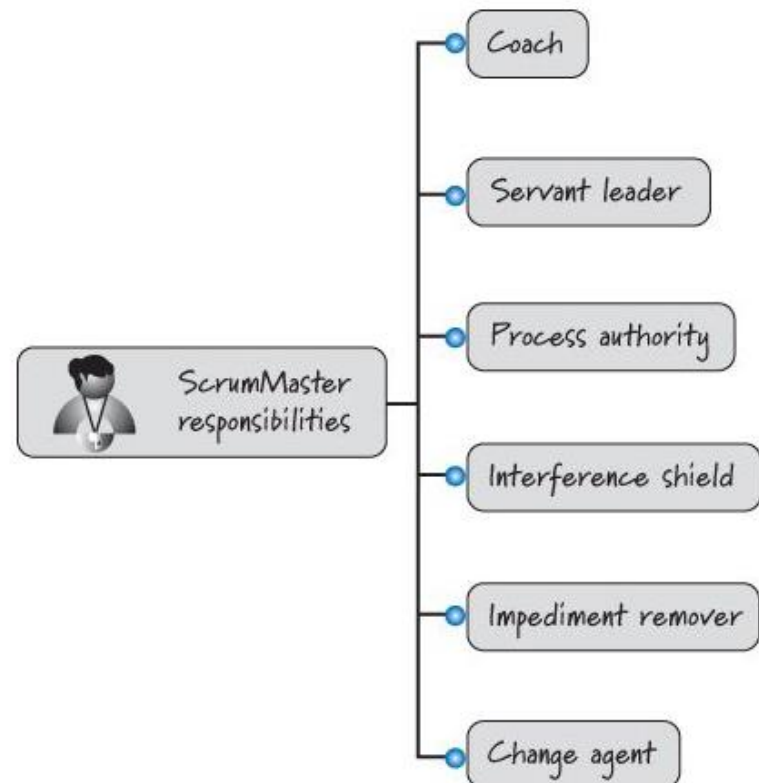 Coach
Servant leader
Process authority
ScrumMaster
responsibilities
Interference shield
Impediment remover
Change agent